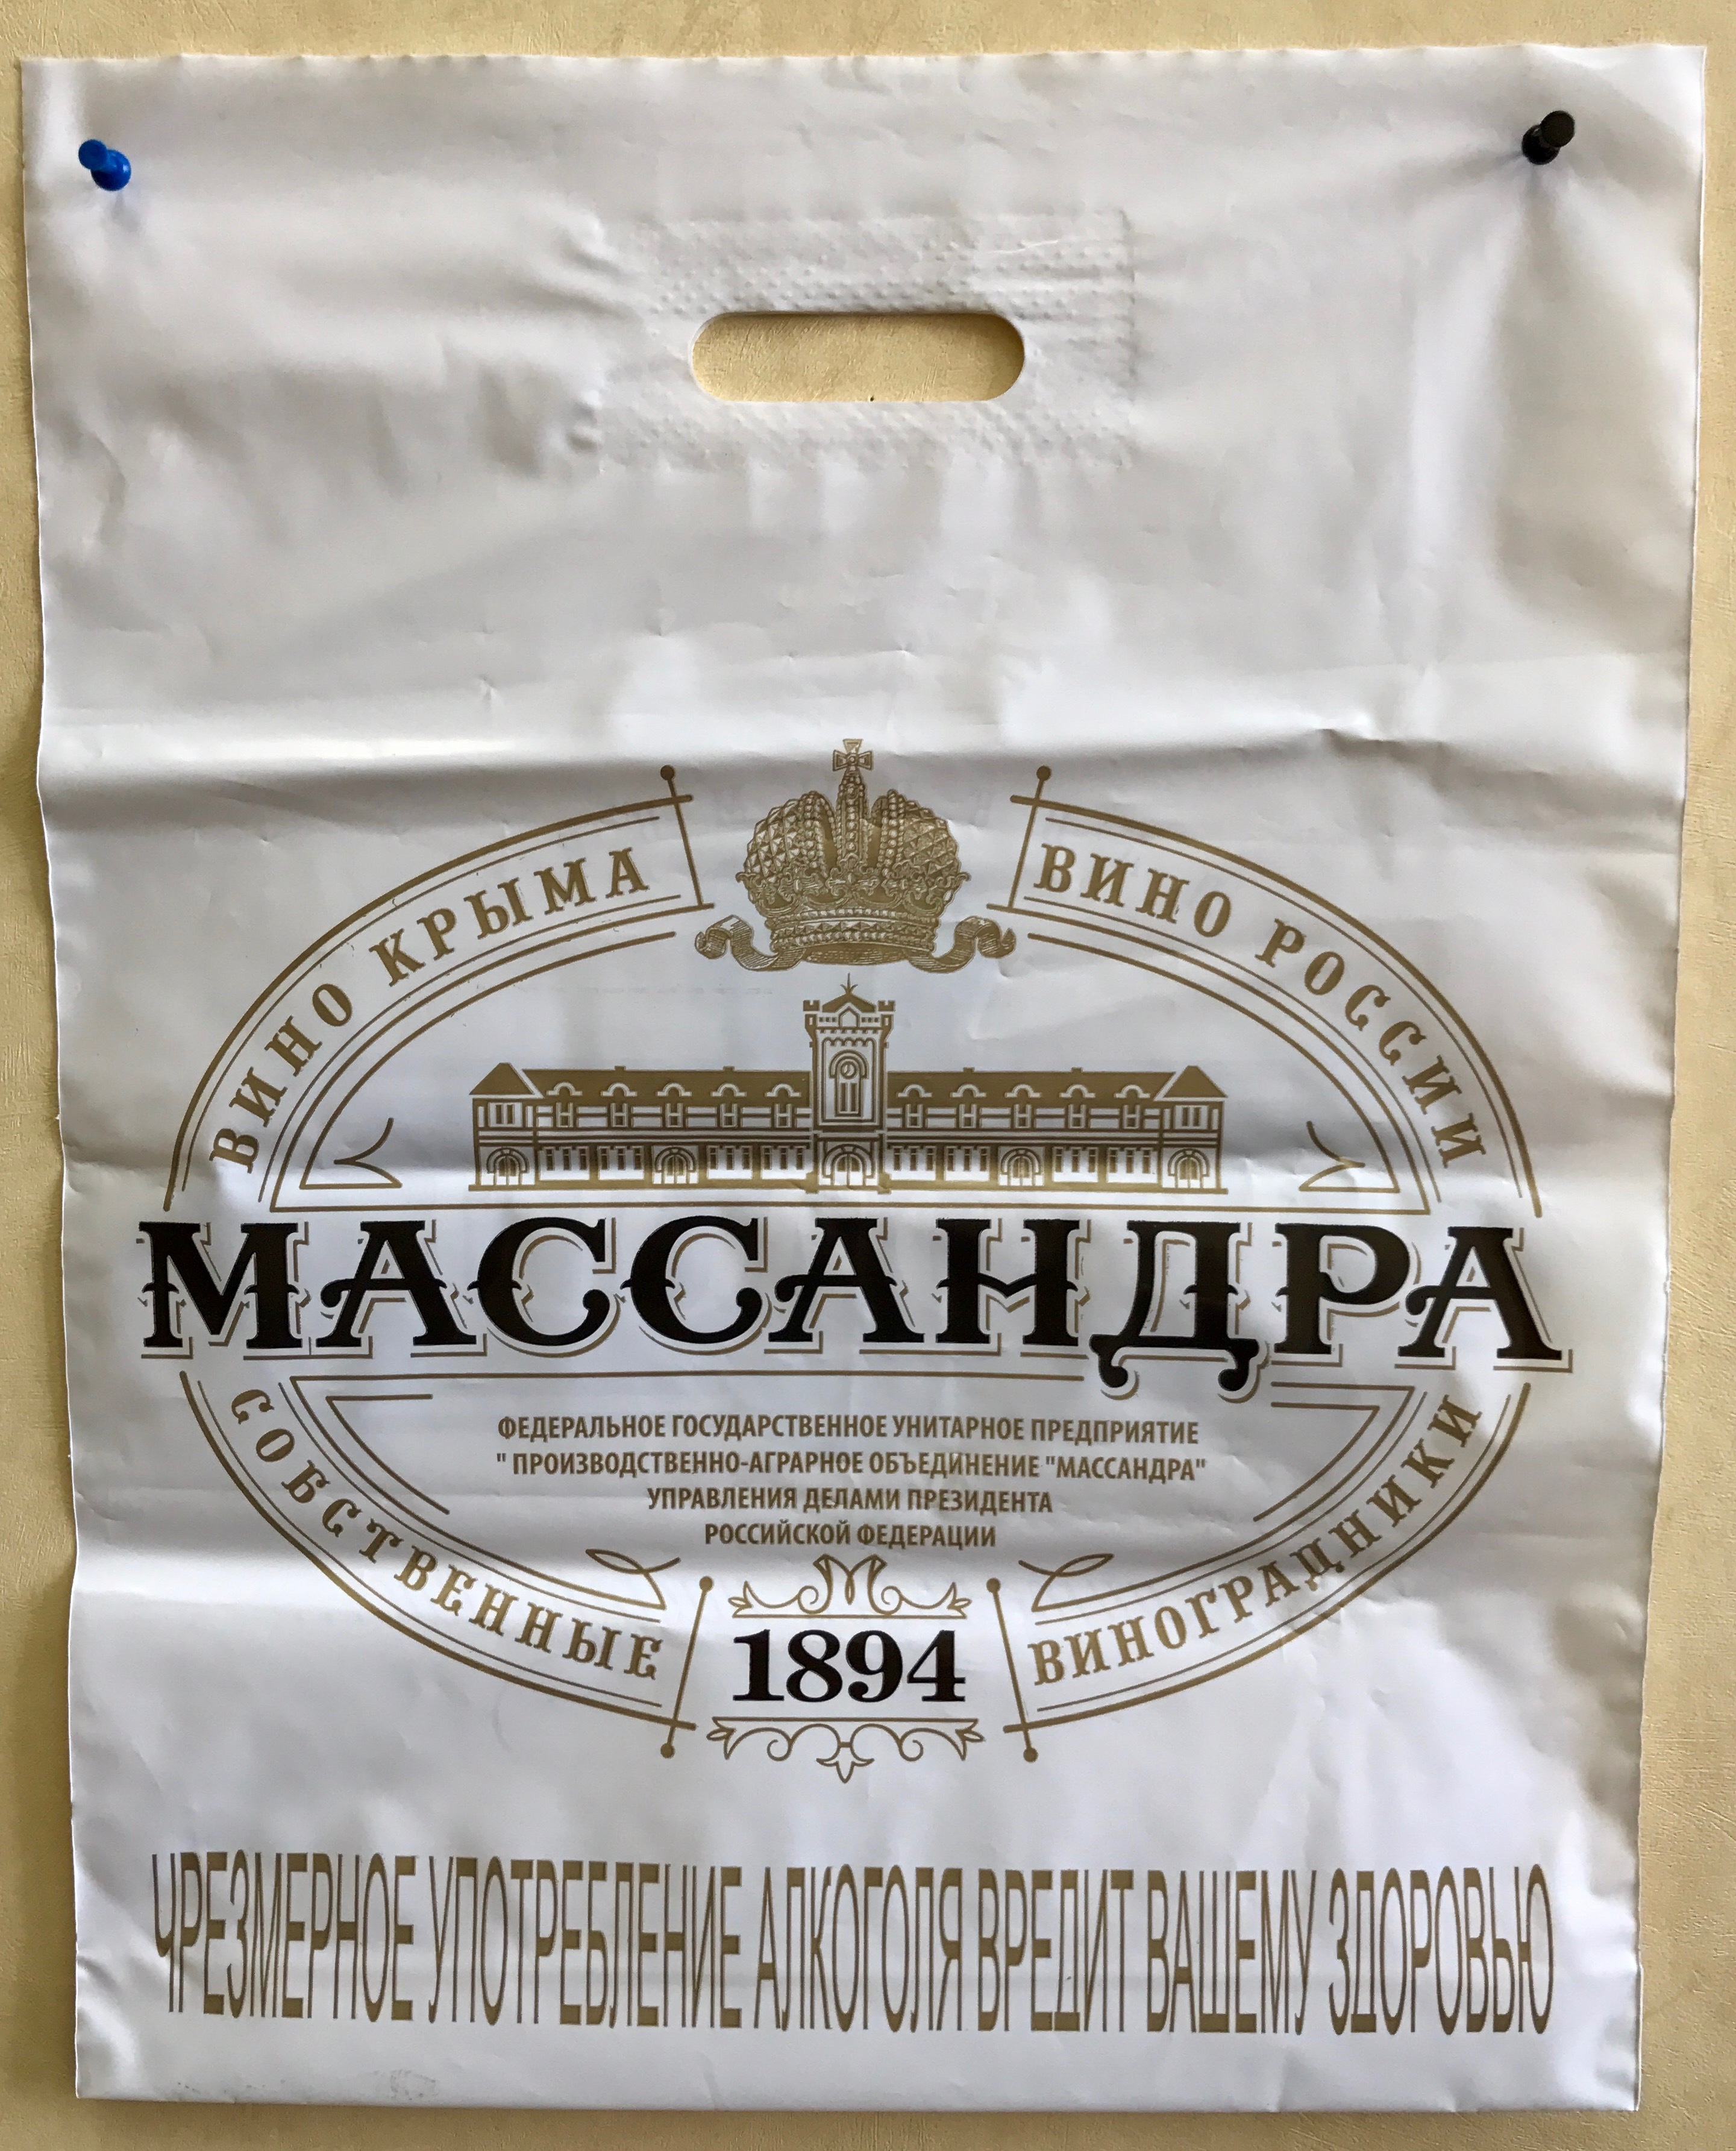 ВИНО КРЫМА
ВИНО РОССИИ
МАССАНДРА
ФЕДЕРАЛЬНОЕ ГОСУДАРСТВЕННОЕ УНИТАРНОЕ ПРЕДПРИЯТИЕ
" ПРОИЗВОДСТВЕННО-АГРАРНОЕ ОБЪЕДИНЕНИЕ "МАССАНДРА"
УПРАВЛЕНИЯ ДЕЛАМИ ПРЕЗИДЕНТА
РОССИЙСКОЙ ФЕДЕРАЦИИ
СОБСТВЕННЫЕ
ВИНОГРАДНИКИ
1894
ЧРЕЗМЕРНОЕ УПОТРЕБЛЕНИЕ АЛКОГОЛЯ ВРЕДИТ ВАШЕМУ ЗДОРОВЬЮ